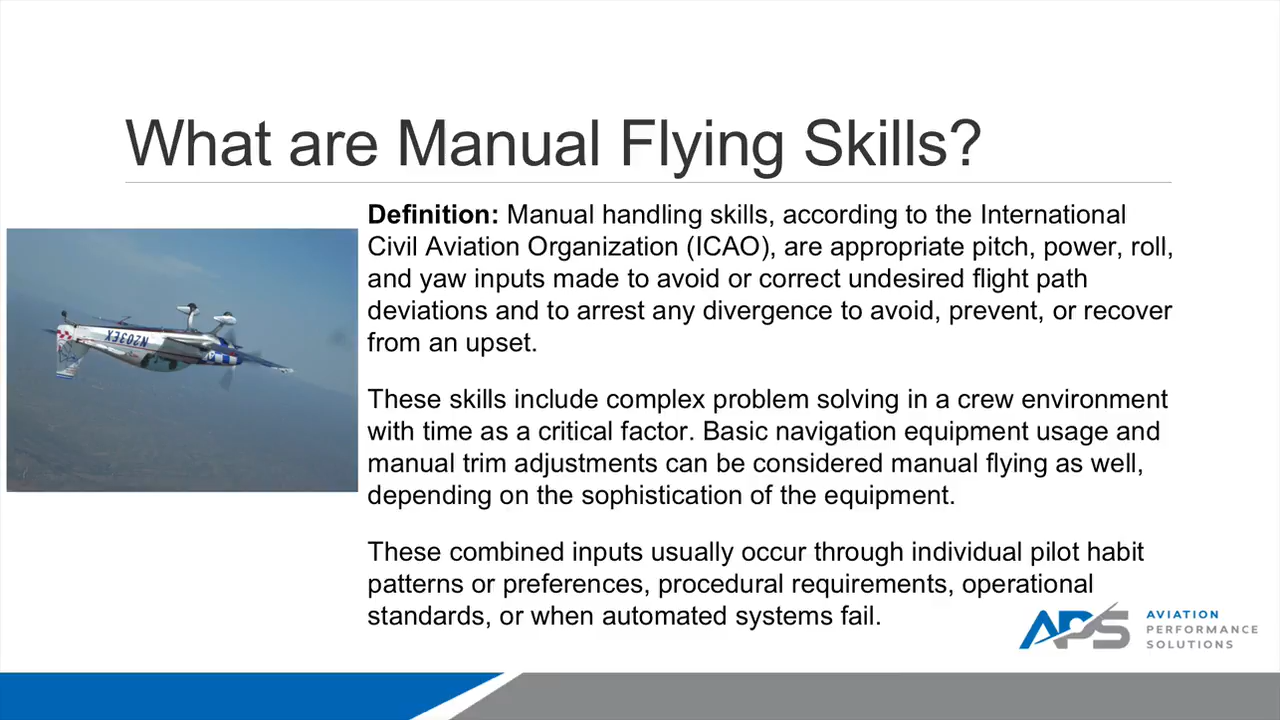 What are Manual Flying Skills?
Definition: Manual handling skills, according to the International
Civil Aviation Organization (ICAO), are appropriate pitch, power, roll,
and yaw inputs made to avoid or correct undesired flight path
deviations and to arrest any divergence to avoid, prevent, or recover
from an upset.
N203EX
These skills include complex problem solving in a crew environment
with time as a critical factor. Basic navigation equipment usage and
manual trim adjustments can be considered manual flying as well,
depending on the sophistication of the equipment.
These combined inputs usually occur through individual pilot habit
patterns or preferences, procedural requirements, operational
standards, or when automated systems fail.
APS
AVIATION
PERFORMANCE
SOLUTIONS